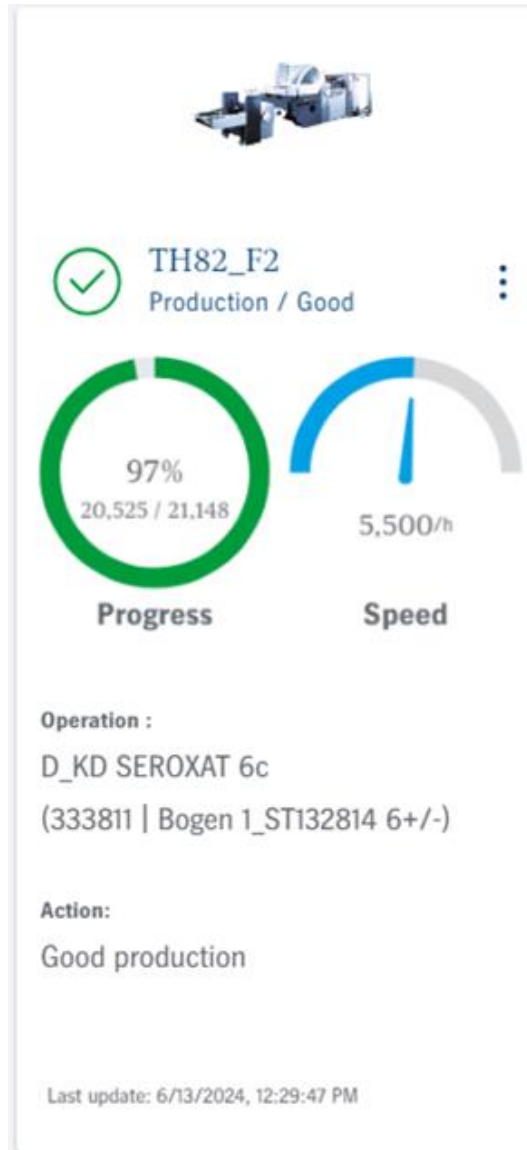 TH82_F2
Production / Good
97%
20,525 / 21,148
5,500/h
Progress
Speed
Operation :
D_KD SEROXAT 6c
(333811 | Bogen 1_ST132814 6+/-)
Action:
Good production
Last update: 6/13/2024, 12:29:47 PM